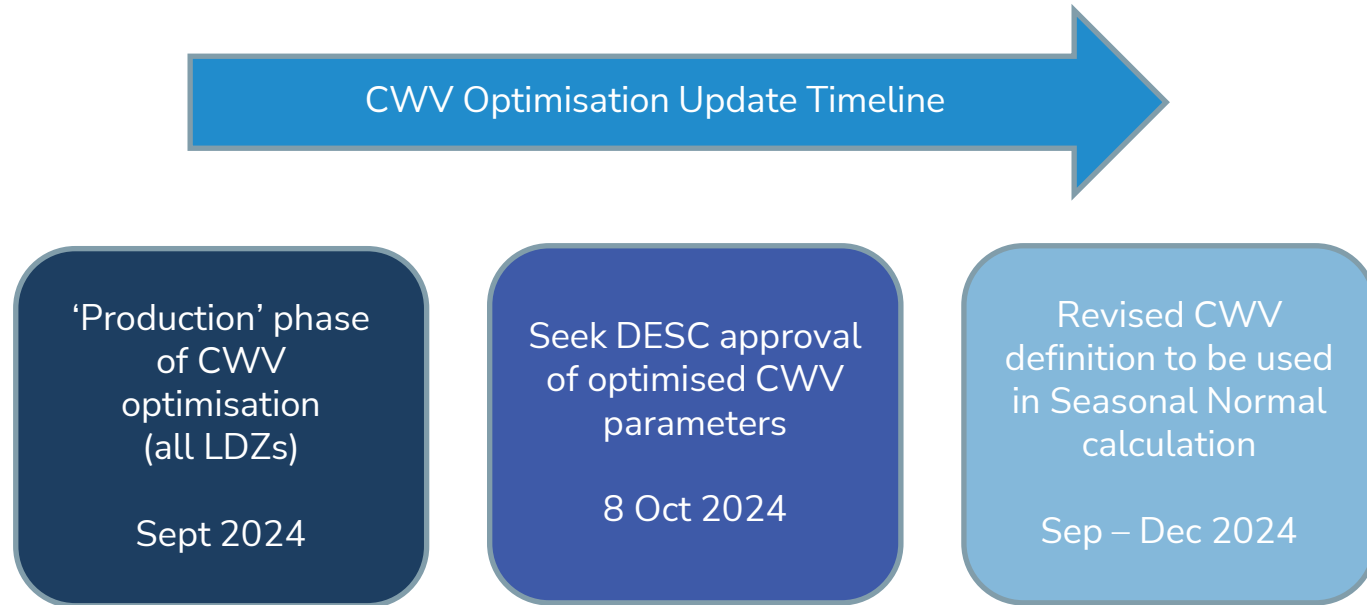 CWV Optimisation Update Timeline
‘Production’ phase
of CWV
optimisation
(all LDZs)
Sept 2024
Seek DESC approval
of optimised CWV
parameters
8 Oct 2024
Revised CWV
definition to be used
in Seasonal Normal
calculation
Sep – Dec 2024